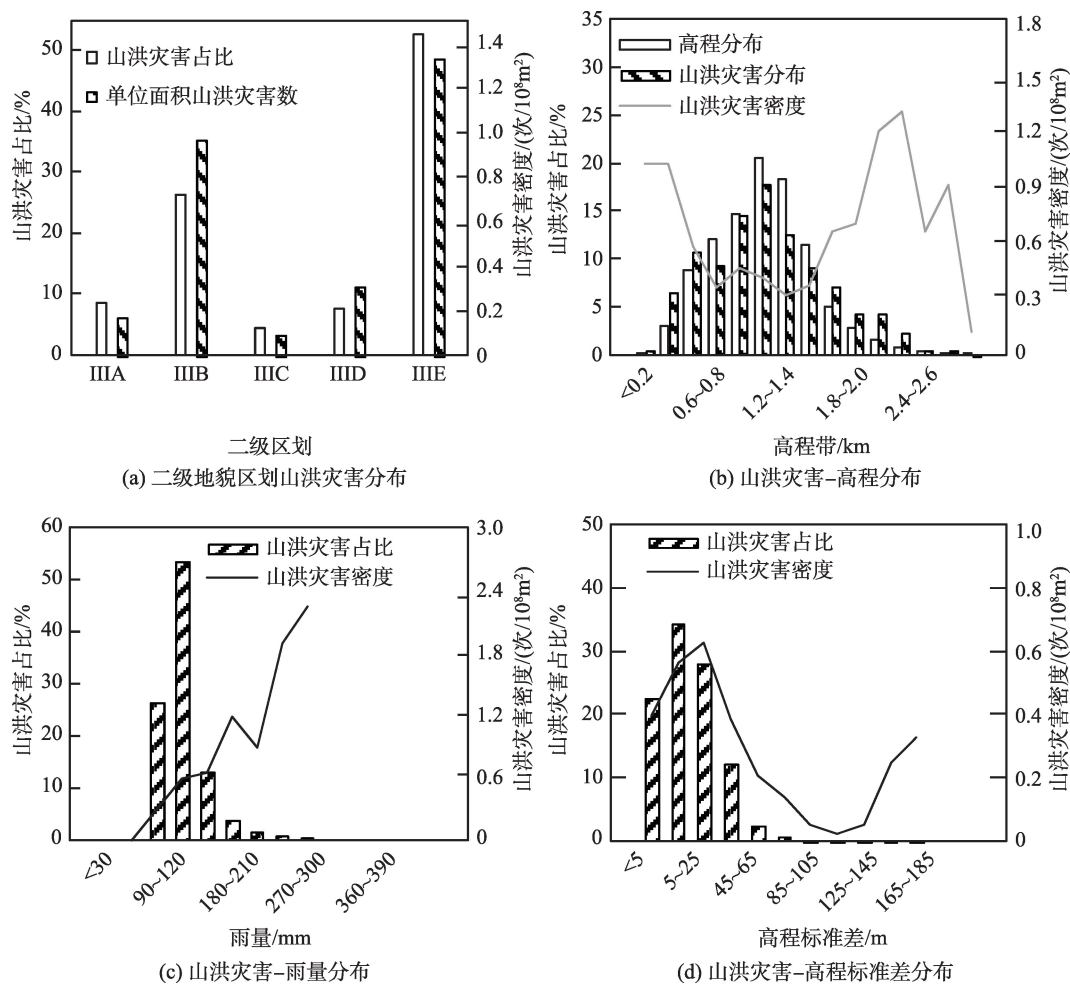 山洪灾害占比/%
50
40
30
20
10
0
山洪灾害占比
单位面积山洪灾害数
1.4
1.2
1.0
0.8
0.6
0.4
0.2
0
山洪灾害密度/(次/10⁸m²)
IIIA IIIB IIIC IIID IIIE
二级区划
(a) 二级地貌区划山洪灾害分布
山洪灾害占比/%
35
30
25
20
15
10
5
0
高程分布
山洪灾害分布
山洪灾害密度
1.8
1.5
1.2
0.9
0.6
0.3
0
山洪灾害密度/(次/10⁸m²)
<0.2 0.6~0.8 1.2~1.4 1.8~2.0 2.4~2.6
高程带/km
(b) 山洪灾害–高程分布
山洪灾害占比/%
60
50
40
30
20
10
0
山洪灾害占比
山洪灾害密度
3.0
2.4
1.8
1.2
0.6
0
山洪灾害密度/(次/10⁸m²)
<30 90~120 180~210 270~300 360~390
雨量/mm
(c) 山洪灾害–雨量分布
山洪灾害占比/%
50
40
30
20
10
0
山洪灾害占比
山洪灾害密度
1.0
0.8
0.6
0.4
0.2
0
山洪灾害密度/(次/10⁸m²)
<5 5~25 45~65 85~105 125~145 165~185
高程标准差/m
(d) 山洪灾害–高程标准差分布